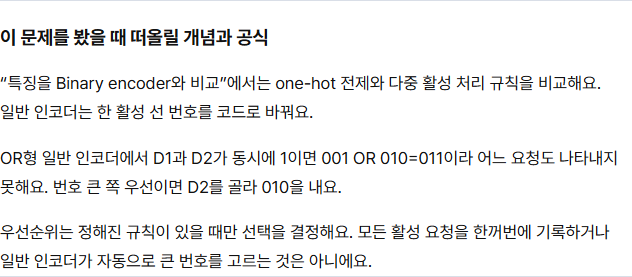 이 문제를 봤을 때 떠올릴 개념과 공식
“특징을 Binary encoder와 비교”에서는 one-hot 전제와 다중 활성 처리 규칙을 비교해요.
일반 인코더는 한 활성 선 번호를 코드로 바꿔요.
OR형 일반 인코더에서 D1과 D2가 동시에 1이면 001 OR 010=011이라 어느 요청도 나타내지
못해요. 번호 큰 쪽 우선이면 D2를 골라 010을 내요.
우선순위는 정해진 규칙이 있을 때만 선택을 결정해요. 모든 활성 요청을 한꺼번에 기록하거나
일반 인코더가 자동으로 큰 번호를 고르는 것은 아니에요.